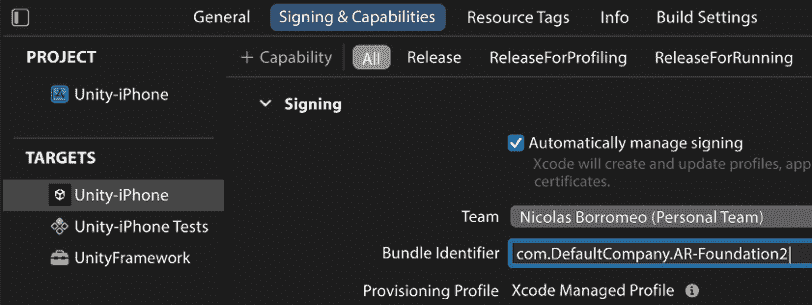 General Signing & Capabilities Resource Tags Info Build Settings
PROJECT
Unity-iPhone
TARGETS
Unity-iPhone
Unity-iPhone Tests
UnityFramework
+ Capability All Release ReleaseForProfiling ReleaseForRunning
Signing
Automatically manage signing
Xcode will create and update profiles, app
certificates.
Team Nicolas Borromeo (Personal Team)
Bundle Identifier com.DefaultCompany.AR-Foundation2
Provisioning Profile Xcode Managed Profile